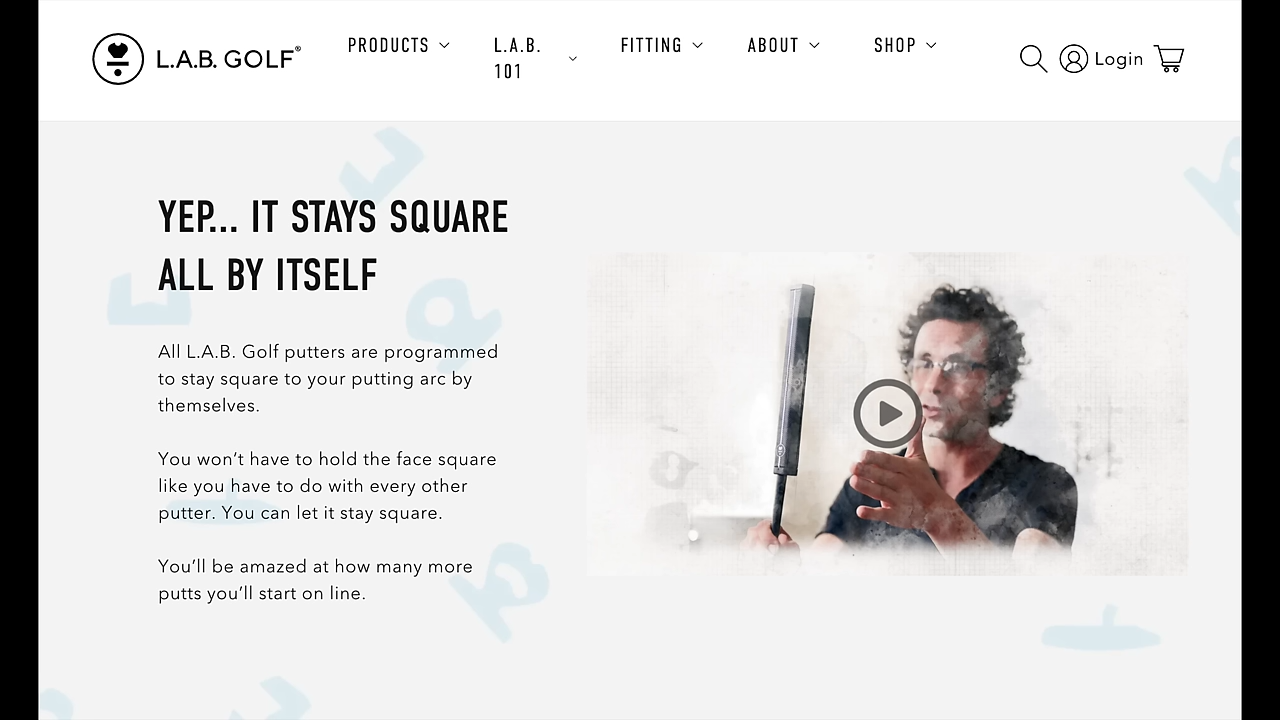 L.A.B. GOLF®
PRODUCTS
L.A.B.
101
FITTING
ABOUT
SHOP
Login
YEP... IT STAYS SQUARE
ALL BY ITSELF
All L.A.B. Golf putters are programmed
to stay square to your putting arc by
themselves.
You won’t have to hold the face square
like you have to do with every other
putter. You can let it stay square.
You’ll be amazed at how many more
putts you’ll start on line.